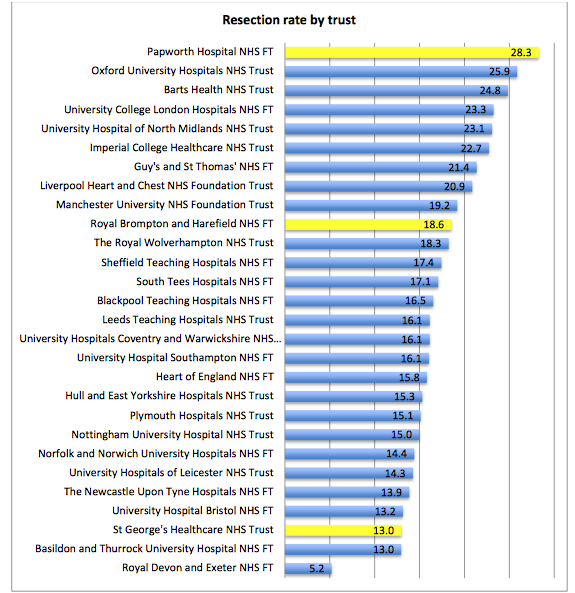 Resection rate by trust
Papworth Hospital NHS FT 28.3
Oxford University Hospitals NHS Trust 25.9
Barts Health NHS Trust 24.8
University College London Hospitals NHS FT 23.3
University Hospital of North Midlands NHS Trust 23.1
Imperial College Healthcare NHS Trust 22.7
Guy's and St Thomas' NHS FT 21.4
Liverpool Heart and Chest NHS Foundation Trust 20.9
Manchester University NHS Foundation Trust 19.2
Royal Brompton and Harefield NHS FT 18.6
The Royal Wolverhampton NHS Trust 18.3
Sheffield Teaching Hospitals NHS FT 17.4
South Tees Hospitals NHS FT 17.1
Blackpool Teaching Hospitals NHS FT 16.5
Leeds Teaching Hospitals NHS Trust 16.1
University Hospitals Coventry and Warwickshire NHS... 16.1
University Hospital Southampton NHS FT 16.1
Heart of England NHS FT 15.8
Hull and East Yorkshire Hospitals NHS Trust 15.3
Plymouth Hospitals NHS Trust 15.1
Nottingham University Hospital NHS Trust 15.0
Norfolk and Norwich University Hospitals NHS FT 14.4
University Hospitals of Leicester NHS Trust 14.3
The Newcastle Upon Tyne Hospitals NHS FT 13.9
University Hospital Bristol NHS FT 13.2
St George's Healthcare NHS Trust 13.0
Basildon and Thurrock University Hospital NHS FT 13.0
Royal Devon and Exeter NHS FT 5.2